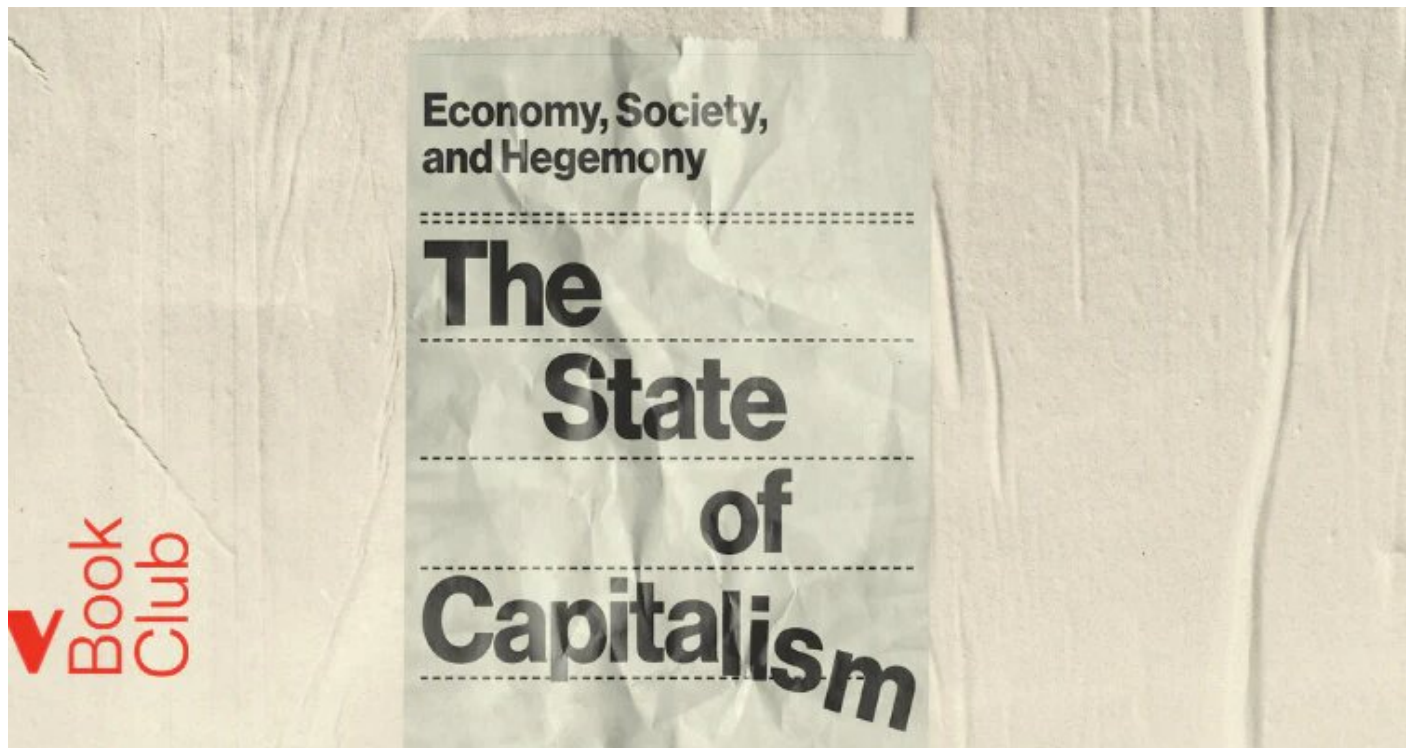 Economy, Society,
and Hegemony
The
State
of
Capitalism
Book
Club